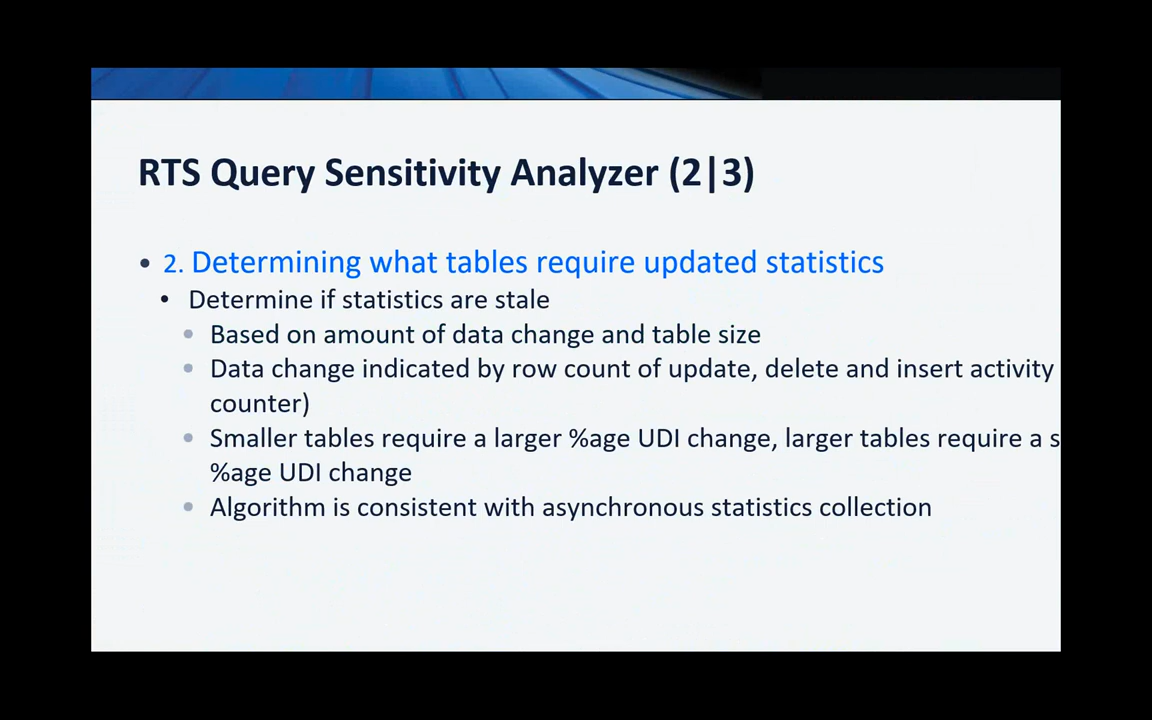 RTS Query Sensitivity Analyzer (2|3)
• 2. Determining what tables require updated statistics
• Determine if statistics are stale
• Based on amount of data change and table size
• Data change indicated by row count of update, delete and insert activity
counter)
• Smaller tables require a larger %age UDI change, larger tables require a
%age UDI change
• Algorithm is consistent with asynchronous statistics collection